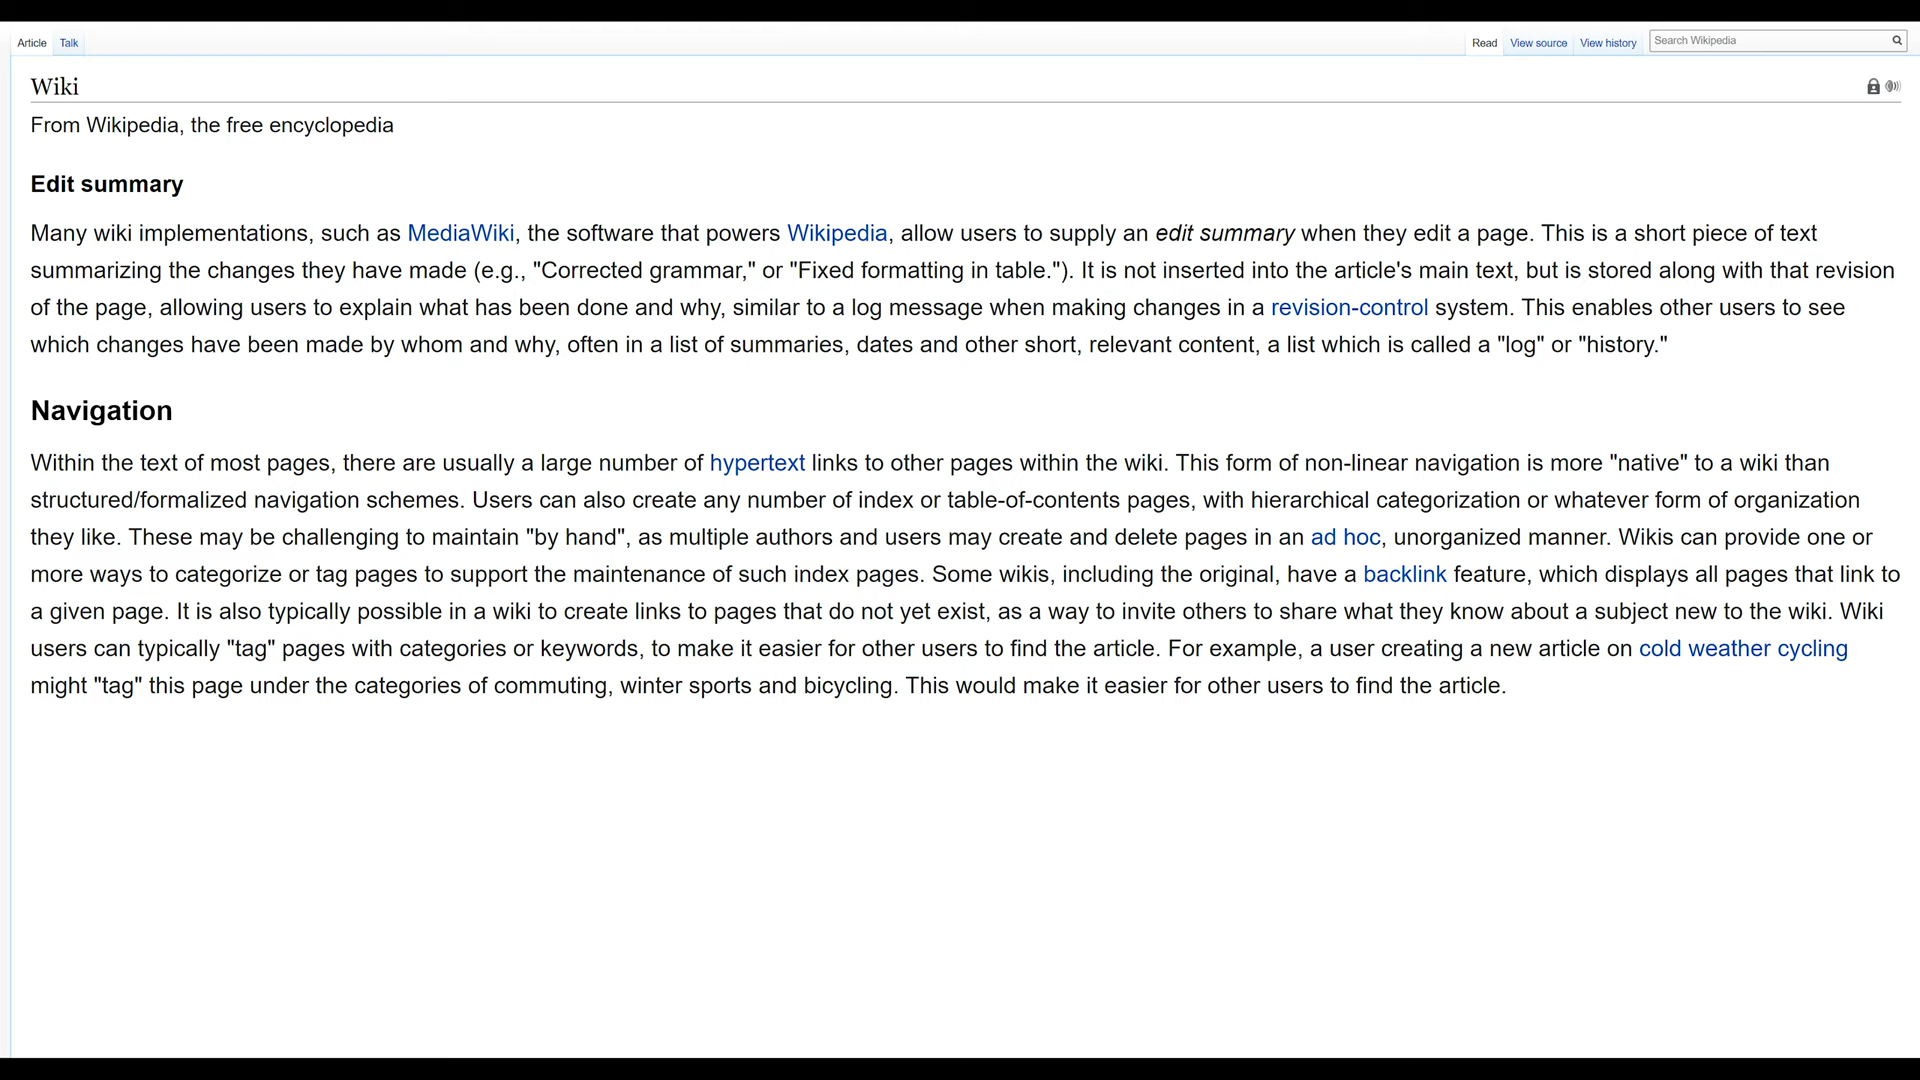 Article Talk Read View source View history Search Wikipedia
Wiki
From Wikipedia, the free encyclopedia
Edit summary
Many wiki implementations, such as MediaWiki, the software that powers Wikipedia, allow users to supply an edit summary when they edit a page. This is a short piece of text
summarizing the changes they have made (e.g., "Corrected grammar," or "Fixed formatting in table."). It is not inserted into the article's main text, but is stored along with that revision
of the page, allowing users to explain what has been done and why, similar to a log message when making changes in a revision-control system. This enables other users to see
which changes have been made by whom and why, often in a list of summaries, dates and other short, relevant content, a list which is called a "log" or "history."
Navigation
Within the text of most pages, there are usually a large number of hypertext links to other pages within the wiki. This form of non-linear navigation is more "native" to a wiki than
structured/formalized navigation schemes. Users can also create any number of index or table-of-contents pages, with hierarchical categorization or whatever form of organization
they like. These may be challenging to maintain "by hand", as multiple authors and users may create and delete pages in an ad hoc, unorganized manner. Wikis can provide one or
more ways to categorize or tag pages to support the maintenance of such index pages. Some wikis, including the original, have a backlink feature, which displays all pages that link to
a given page. It is also typically possible in a wiki to create links to pages that do not yet exist, as a way to invite others to share what they know about a subject new to the wiki. Wiki
users can typically "tag" pages with categories or keywords, to make it easier for other users to find the article. For example, a user creating a new article on cold weather cycling
might "tag" this page under the categories of commuting, winter sports and bicycling. This would make it easier for other users to find the article.